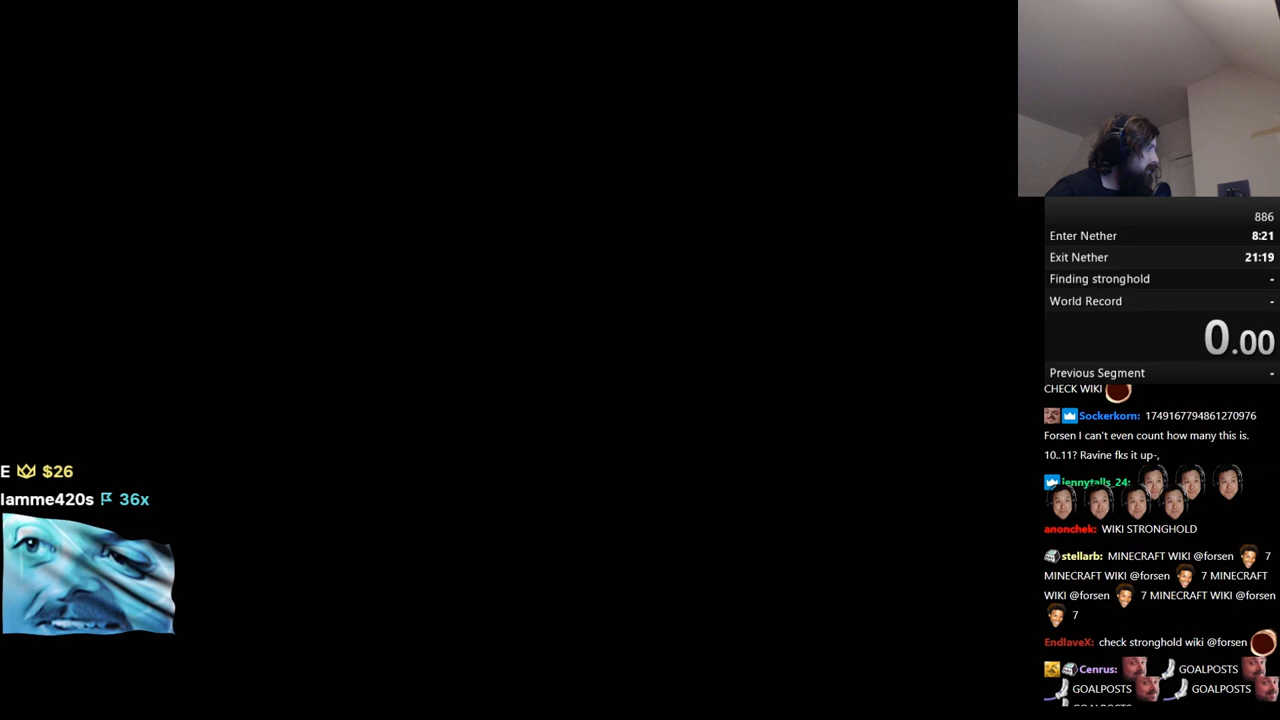 886
Enter Nether 8:21
Exit Nether 21:19
Finding stronghold -
World Record -
0.00
Previous Segment -
CHECK WIKI
Sockerkorn: 1749167794861270976
Forsen I can't even count how many this is.
10..11? Ravine fks it up-,
jennytalls_24:
anonchek: WIKI STRONGHOLD
stellarb: MINECRAFT WIKI @forsen 7
MINECRAFT WIKI @forsen 7 MINECRAFT
WIKI @forsen 7 MINECRAFT WIKI @forsen
7
EndlaveX: check stronghold wiki @forsen
Cenrus: GOALPOSTS
GOALPOSTS GOALPOSTS
GOALPOSTS
E $26
lamme420s 36x